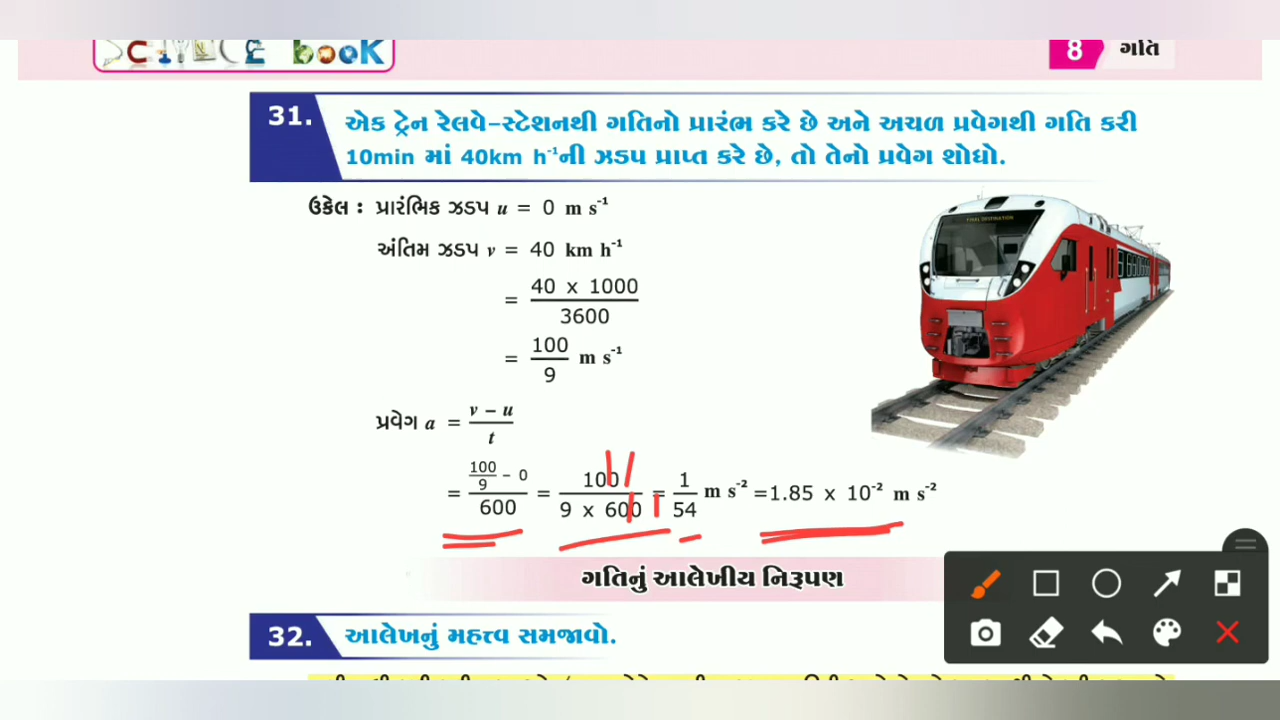 SCIENCE booK
8 ગતિ
31. એક ટ્રેન રેલવે-સ્ટેશનથી ગતિનો પ્રારંભ કરે છે અને અચળ પ્રવેગથી ગતિ કરી
10min માં 40km h⁻¹ની ઝડપ પ્રાપ્ત કરે છે, તો તેનો પ્રવેગ શોધો.
ઉકેલ : પ્રારંભિક ઝડપ u = 0 m s⁻¹
અંતિમ ઝડપ v = 40 km h⁻¹
= 40 x 1000 / 3600
= 100 / 9 m s⁻¹
પ્રવેગ a = v – u / t
= 100/9 – 0 / 600 = 100 / 9 x 600 = 1 / 54 m s⁻² =1.85 x 10⁻² m s⁻²
ગતિનું આલેખીય નિરૂપણ
32. આલેખનું મહત્ત્વ સમજાવો.